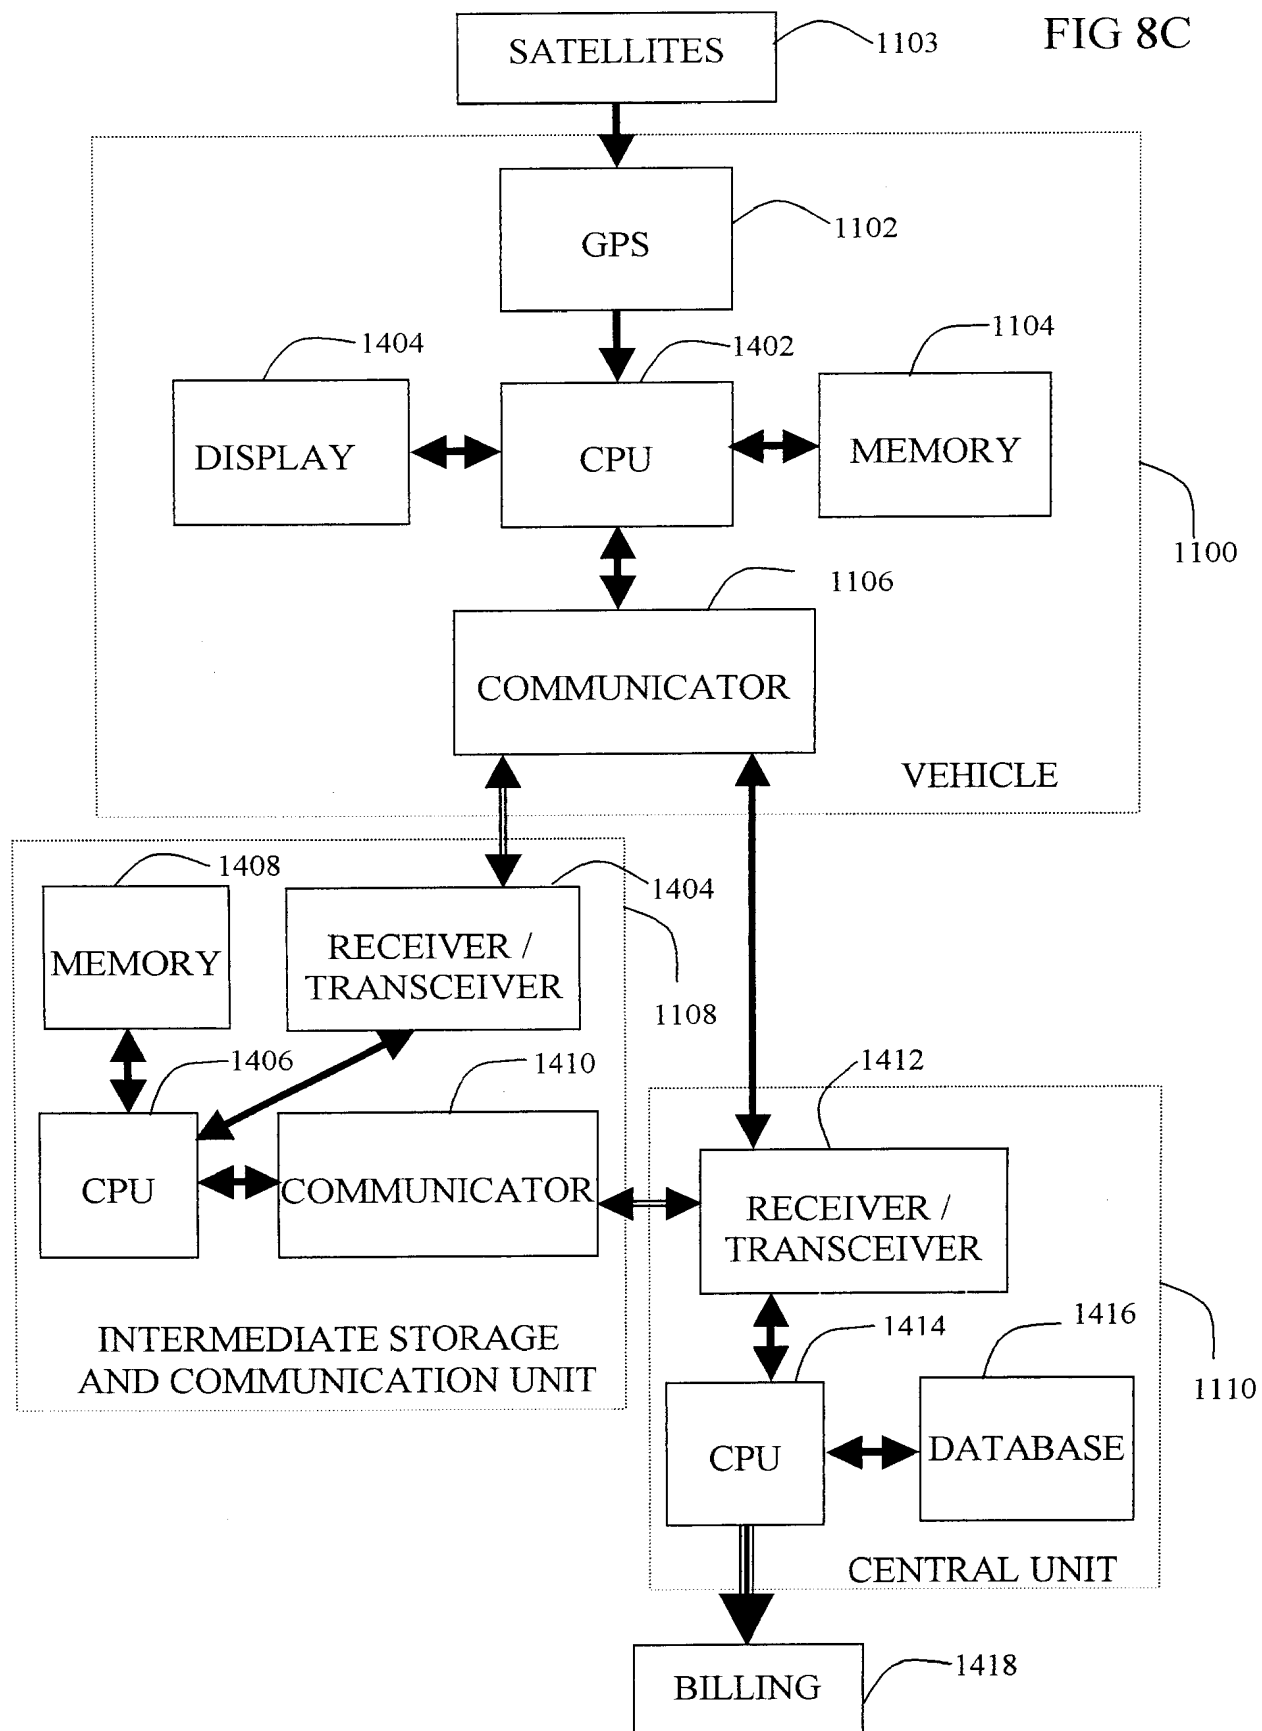 FIG 8C
SATELLITES
1103
GPS
1102
1404
1402
1104
DISPLAY
CPU
MEMORY
1100
1106
COMMUNICATOR
VEHICLE
1408
1404
MEMORY
RECEIVER /
TRANSCEIVER
1108
1406
1410
1412
CPU
COMMUNICATOR
RECEIVER /
TRANSCEIVER
INTERMEDIATE STORAGE
AND COMMUNICATION UNIT
1414
1416
1110
CPU
DATABASE
CENTRAL UNIT
BILLING
1418